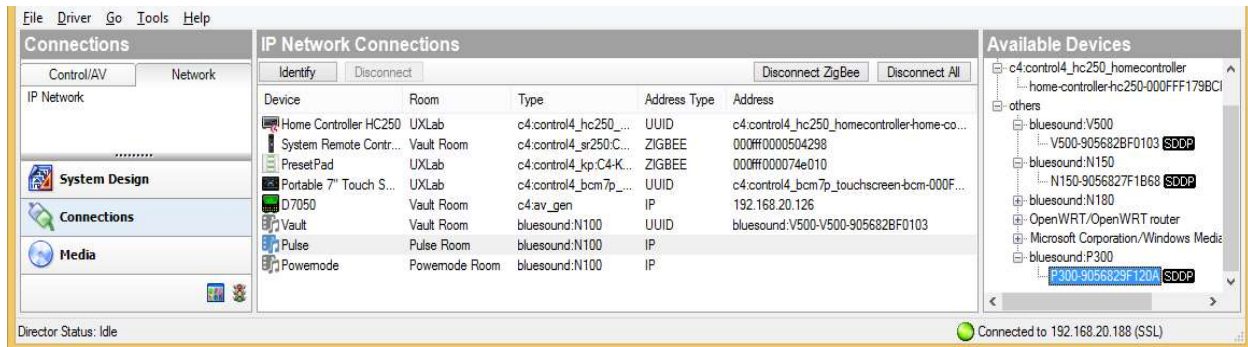 File Driver Go Tools Help
Connections
Control/AV Network
IP Network
System Design
Connections
Media
IP Network Connections
Identify Disconnect Disconnect ZigBee Disconnect All
Device Room Type Address Type Address
Home Controller HC250 UXLab c4:control4_hc250_... UUID c4:control4_hc250_homecontroller-home-co...
System Remote Contr... Vault Room c4:control4_sr250:C... ZIGBEE 000fff0000504298
PresetPad UXLab c4:control4_kp:C4-K... ZIGBEE 000fff000074e010
Portable 7" Touch S... UXLab c4:control4_bcm7p_... UUID c4:control4_bcm7p_touchscreen-bcm-000F...
D7050 Vault Room c4:av_gen IP 192.168.20.126
Vault Vault Room bluesound:N100 UUID bluesound:V500-V500-905682BF0103
Pulse Pulse Room bluesound:N100 IP
Powernode Powernode Room bluesound:N100 IP
Available Devices
c4:control4_hc250_homecontroller
home-controller-hc250-000FFF179BCI
others
bluesound:V500
V500-905682BF0103 SDDP
bluesound:N150
N150-9056827F1B68 SDDP
bluesound:N180
OpenWRT/OpenWRT router
Microsoft Corporation/Windows Media
bluesound:P300
P300-9056829F120A SDDP
Director Status: Idle
Connected to 192.168.20.188 (SSL)